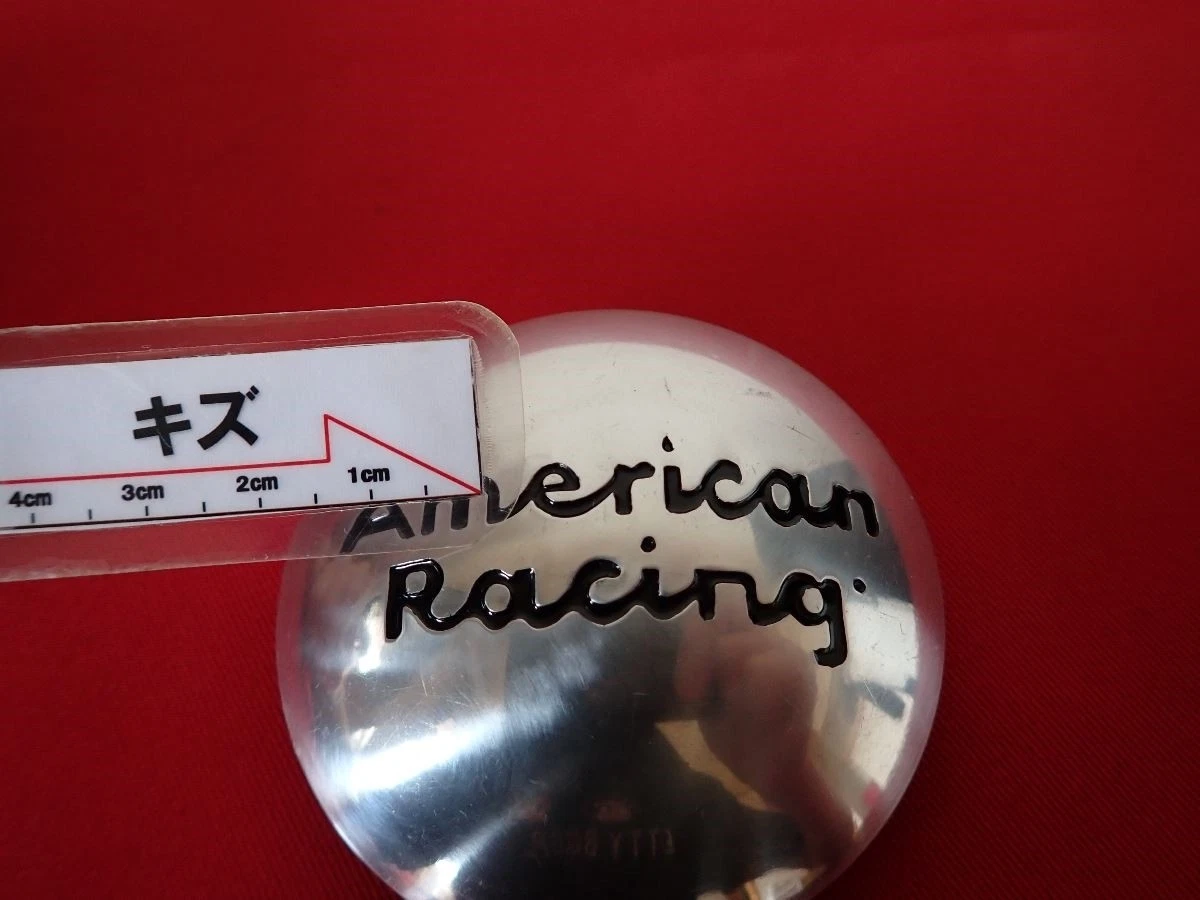 キズ
4cm 3cm 2cm 1cm
American
Racing